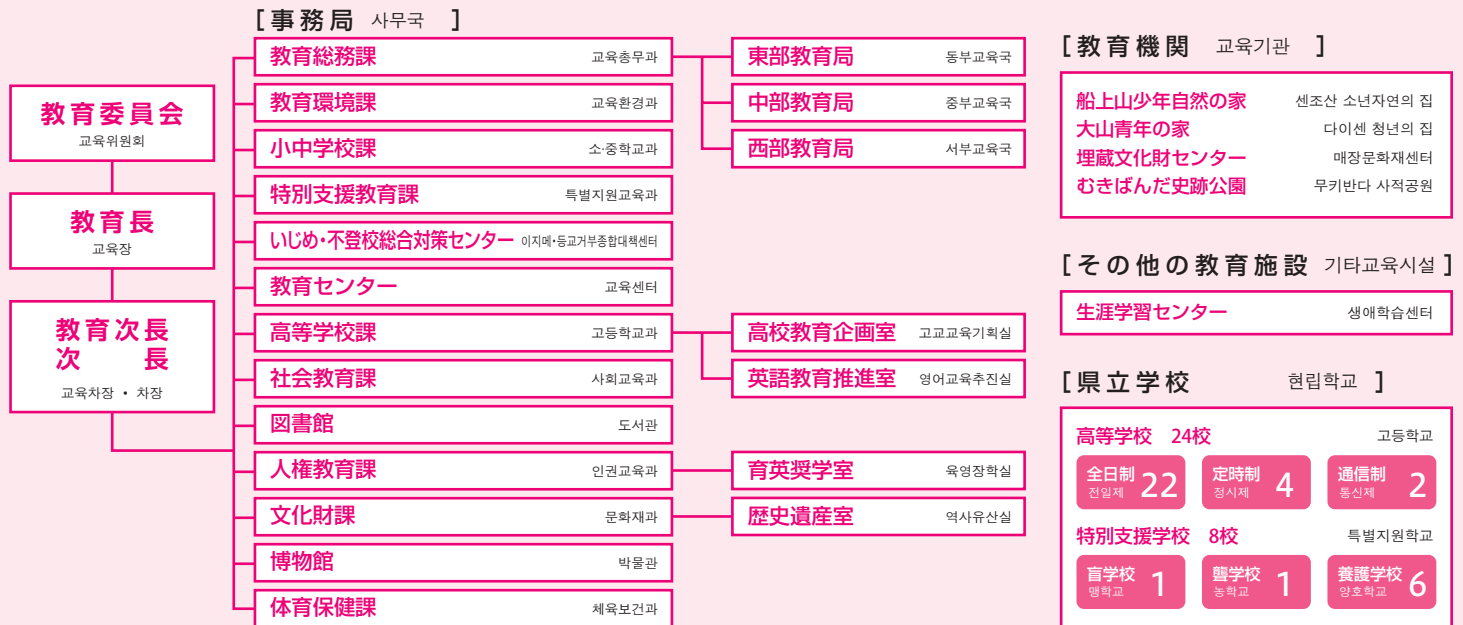 [事務局 사무국 ]
教育委員会
교육위원회
教育長
교육장
教育次長
次　　長
교육차장 • 차장
教育総務課 교육총무과
教育環境課 교육환경과
小中学校課 소·중학교과
特別支援教育課 특별지원교육과
いじめ・不登校総合対策センター 이지메・등교거부종합대책센터
教育センター 교육센터
高等学校課 고등학교과
社会教育課 사회교육과
図書館 도서관
人権教育課 인권교육과
文化財課 문화재과
博物館 박물관
体育保健課 체육보건과
東部教育局 동부교육국
中部教育局 중부교육국
西部教育局 서부교육국
高校教育企画室 고교교육기획실
英語教育推進室 영어교육추진실
育英奨学室 육영장학실
歴史遺産室 역사유산실
[教育機関 교육기관 ]
船上山少年自然の家 센조산 소년자연의 집
大山青年の家 다이센 청년의 집
埋蔵文化財センター 매장문화재센터
むきばんだ史跡公園 무키반다 사적공원
[その他の教育施設 기타교육시설 ]
生涯学習センター 생애학습센터
[県立学校 현립학교 ]
高等学校　24校 고등학교
全日制 전일제 22
定時制 정시제 4
通信制 통신제 2
特別支援学校　8校 특별지원학교
盲学校 맹학교 1
聾学校 농학교 1
養護学校 양호학교 6